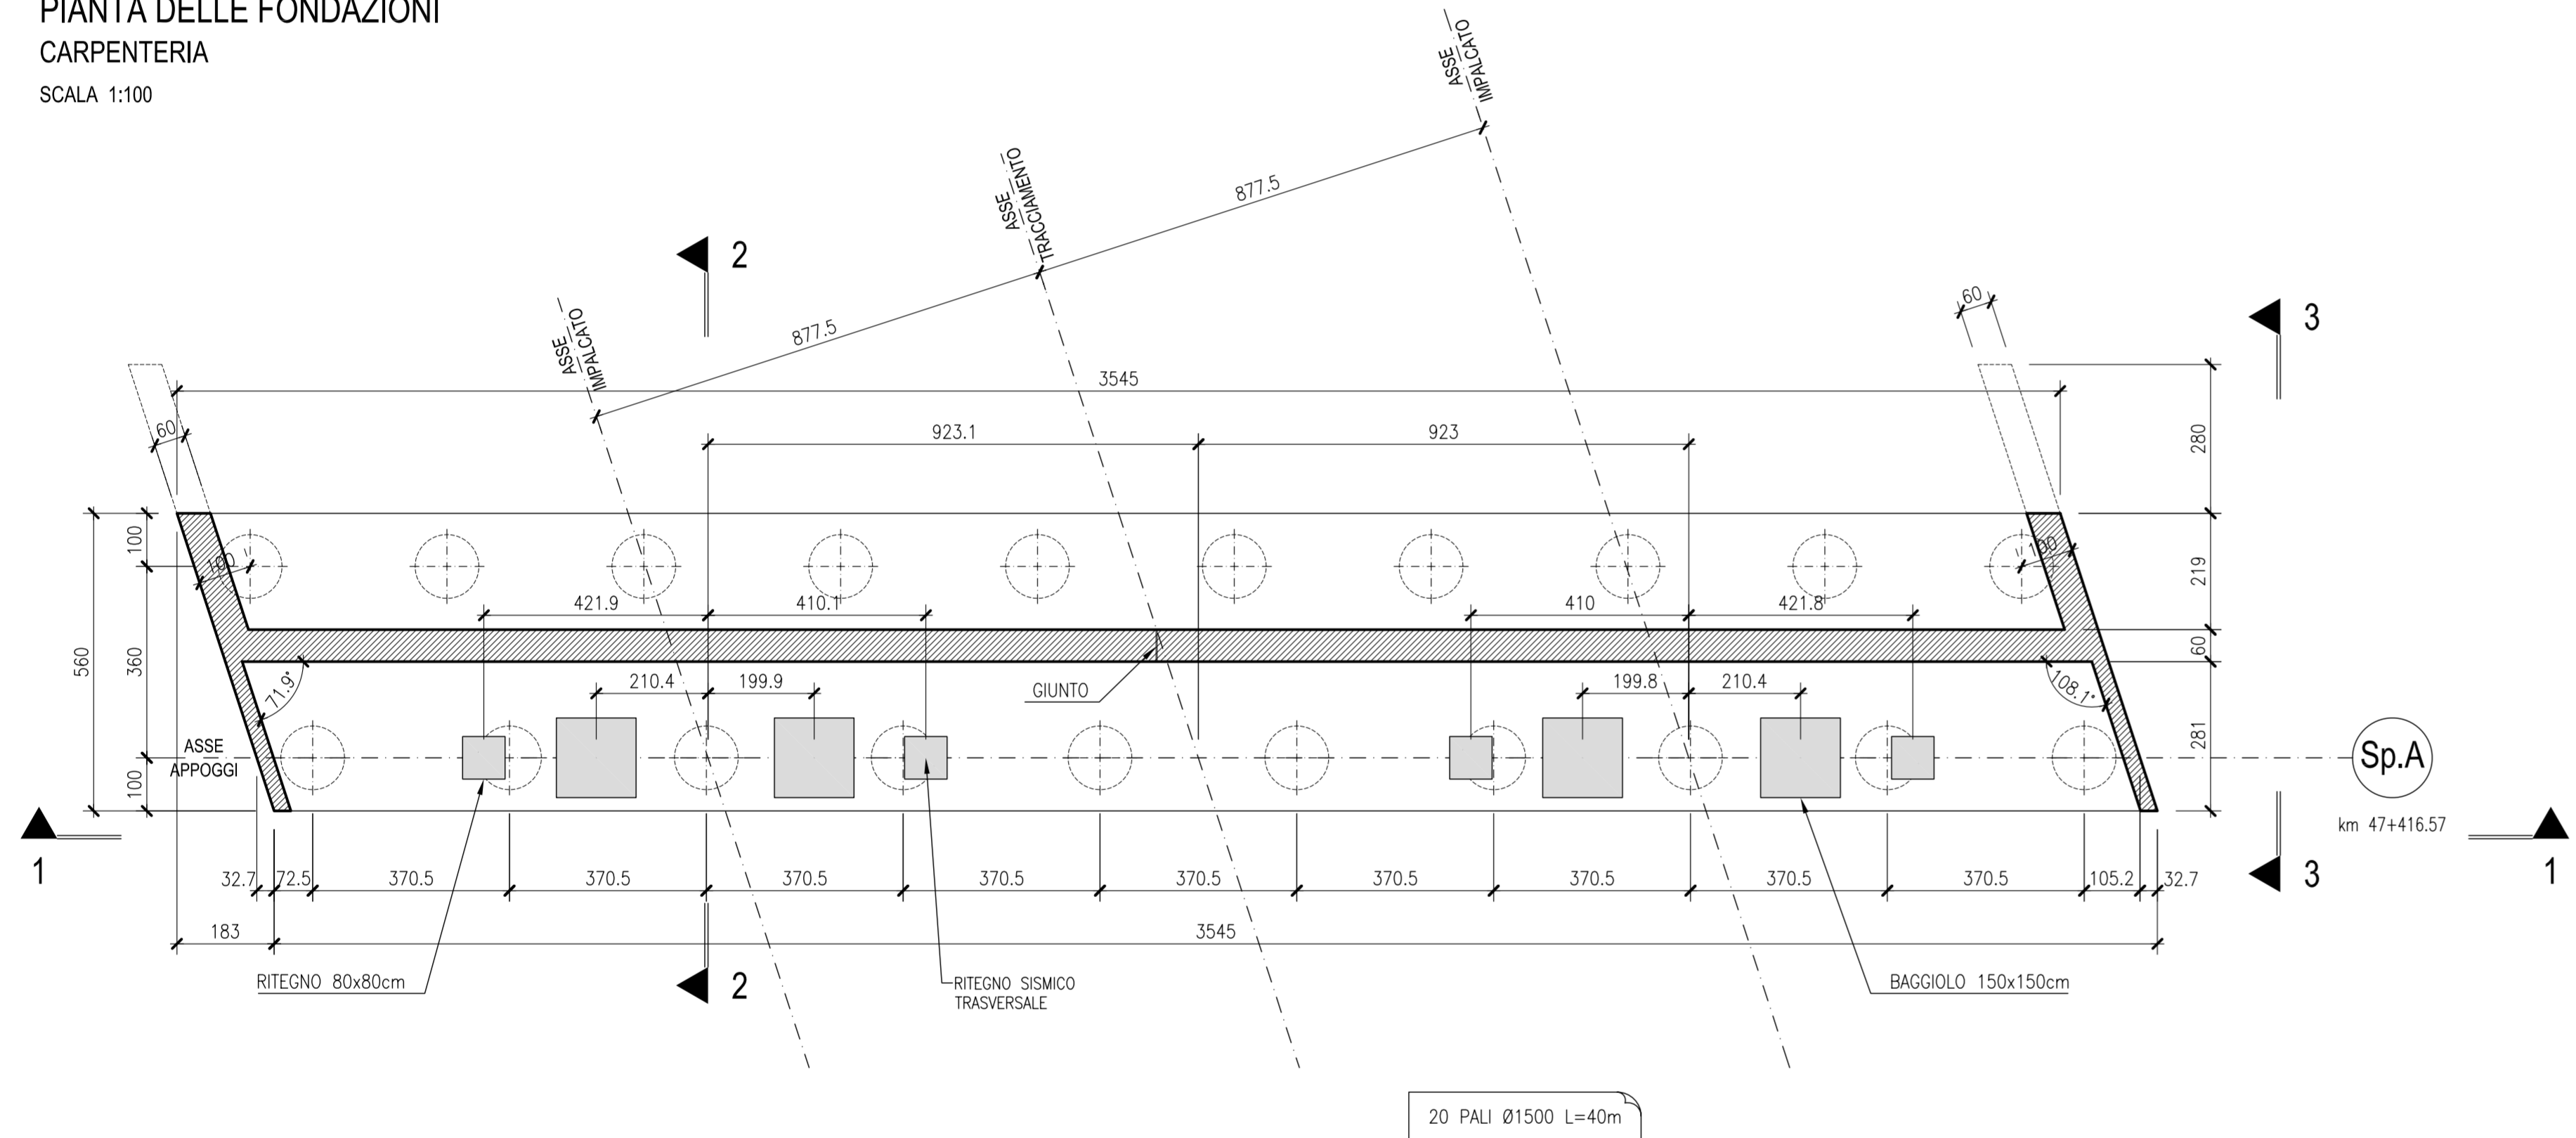 PIANTA DELLE FONDAZIONI
CARPENTERIA
SCALA 1:100
ASSE
IMPALCATO
ASSE
TRACCIAMENTO
ASSE
IMPALCATO
877.5
877.5
2
3
60
60
3545
923.1
923
280
100
100
100
219
421.9
410.1
410
421.8
560
360
60
71.9°
108.1°
210.4
199.9
GIUNTO
199.8
210.4
281
ASSE
APPOGGI
100
Sp.A
km 47+416.57
1
32.7
72.5
370.5
370.5
370.5
370.5
370.5
370.5
370.5
370.5
370.5
105.2
32.7
3
1
183
3545
RITEGNO 80x80cm
2
RITEGNO SISMICO
TRASVERSALE
BAGGIOLO 150x150cm
20 PALI Ø1500 L=40m